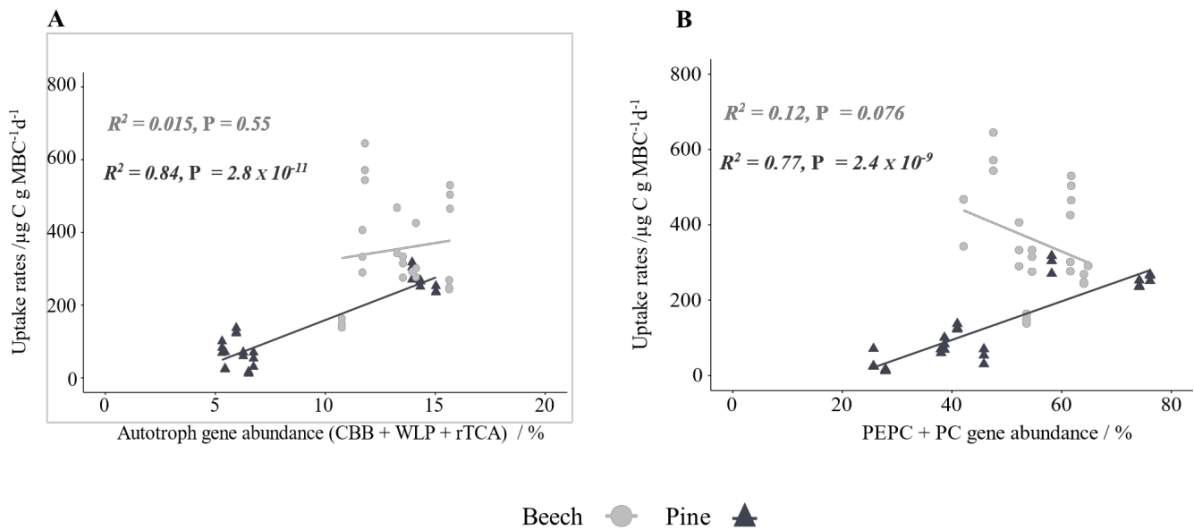 A
Uptake rates /µg C g MBC⁻¹d⁻¹
800
600
400
200
0
R² = 0.015, P = 0.55
R² = 0.84, P = 2.8 x 10⁻¹¹
0 5 10 15 20
Autotroph gene abundance (CBB + WLP + rTCA) / %
B
Uptake rates /µg C g MBC⁻¹d⁻¹
800
600
400
200
0
R² = 0.12, P = 0.076
R² = 0.77, P = 2.4 x 10⁻⁹
0 20 40 60 80
PEPC + PC gene abundance / %
Beech Pine